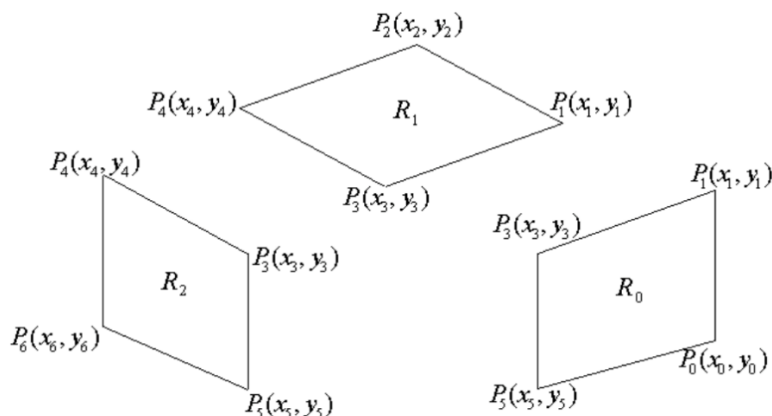 P₂(x₂, y₂)
P₄(x₄, y₄)
R₁
P₁(x₁, y₁)
P₃(x₃, y₃)
P₄(x₄, y₄)
P₃(x₃, y₃)
R₂
P₆(x₆, y₆)
P₅(x₅, y₅)
P₁(x₁, y₁)
P₃(x₃, y₃)
R₀
P₀(x₀, y₀)
P₅(x₅, y₅)